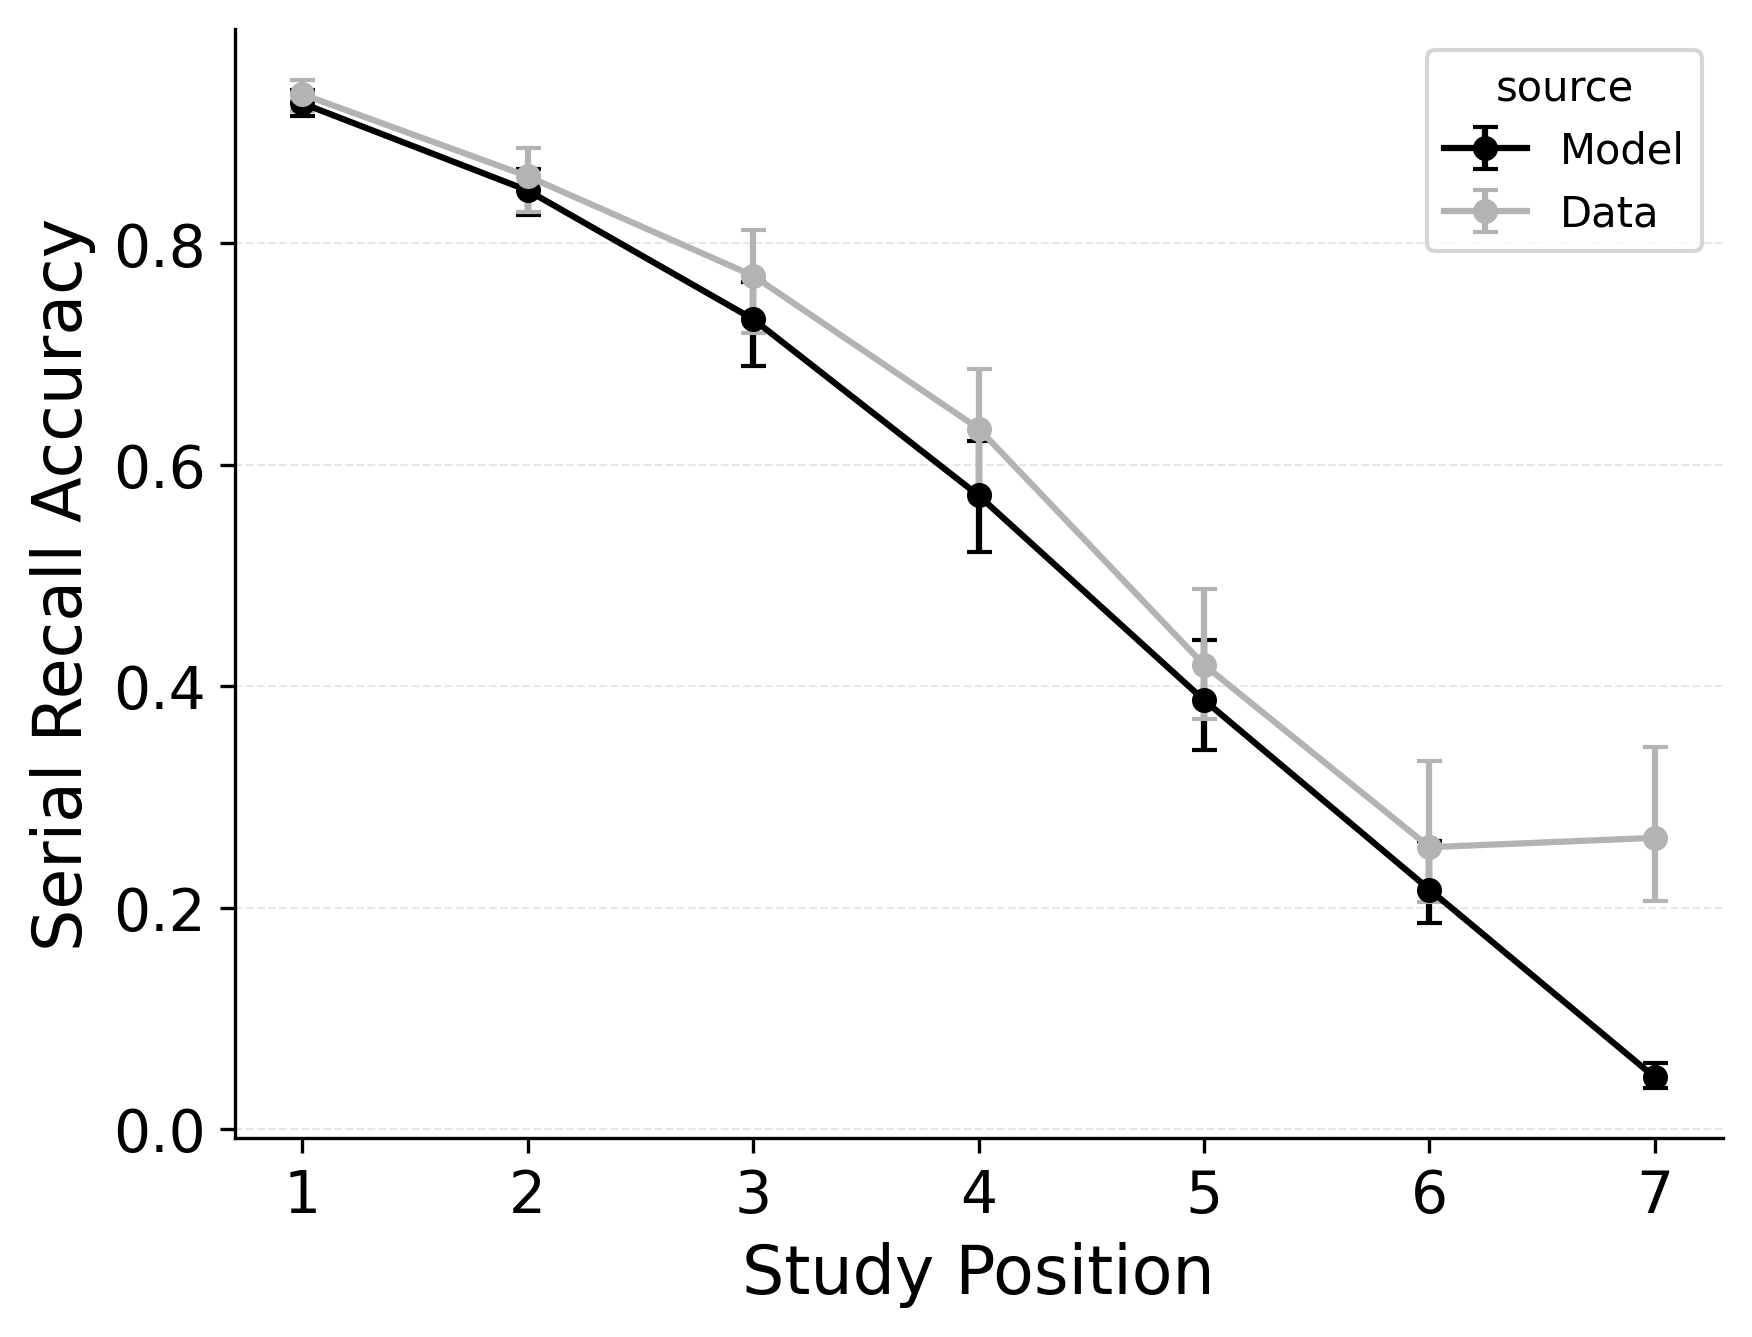 source
Model
Data
Serial Recall Accuracy
0.8
0.6
0.4
0.2
0.0
1 2 3 4 5 6 7
Study Position